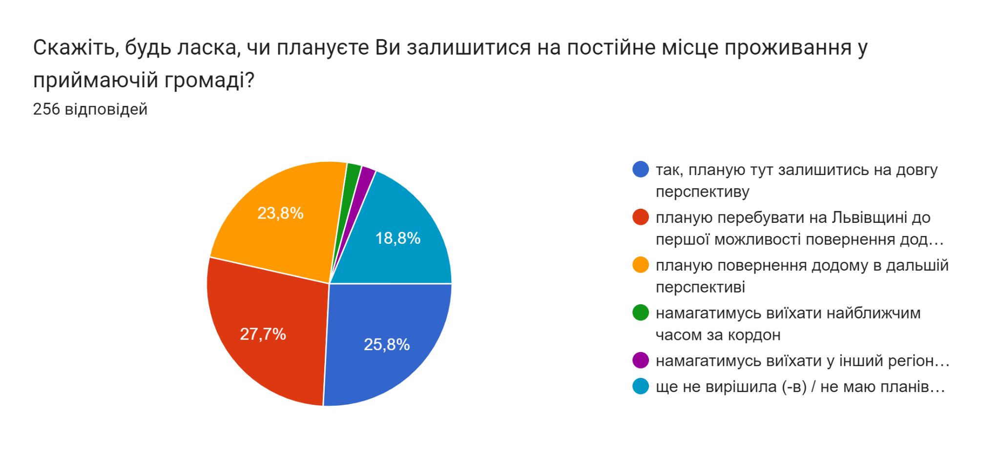 Скажіть, будь ласка, чи плануєте Ви залишитися на постійне місце проживання у
приймаючій громаді?
256 відповідей
так, планую тут залишитись на довгу
перспективу
планую перебувати на Львівщині до
першої можливості повернення дод…
планую повернення додому в дальшій
перспективі
намагатимусь виїхати найближчим
часом за кордон
намагатимусь виїхати у інший регіон…
ще не вирішила (-в) / не маю планів…
23,8%
18,8%
27,7%
25,8%